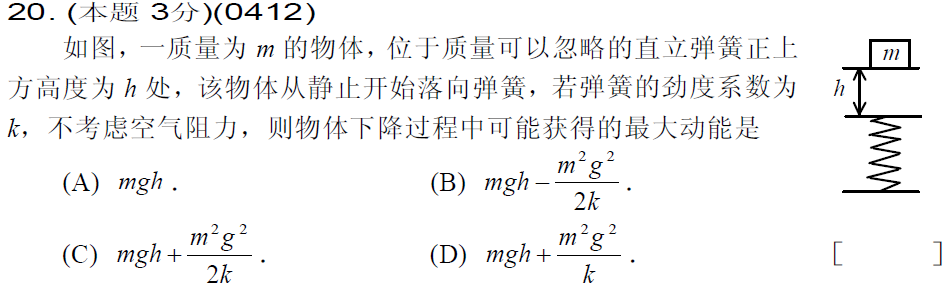 20. (本题 3分)(0412)
如图，一质量为 m 的物体，位于质量可以忽略的直立弹簧正上
方高度为 h 处，该物体从静止开始落向弹簧，若弹簧的劲度系数为
k，不考虑空气阻力，则物体下降过程中可能获得的最大动能是
(A) mgh． (B) mgh − m²g²/2k．
(C) mgh + m²g²/2k． (D) mgh + m²g²/k． [ ]
m
h